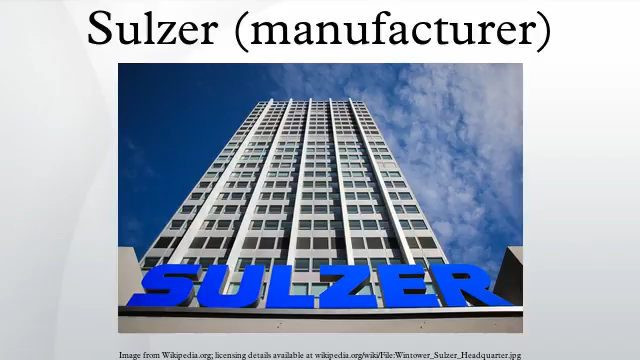 Sulzer (manufacturer)
SULZER
Image from Wikipedia.org; licensing details available at wikipedia.org/wiki/File:Wintower_Sulzer_Headquarter.jpg